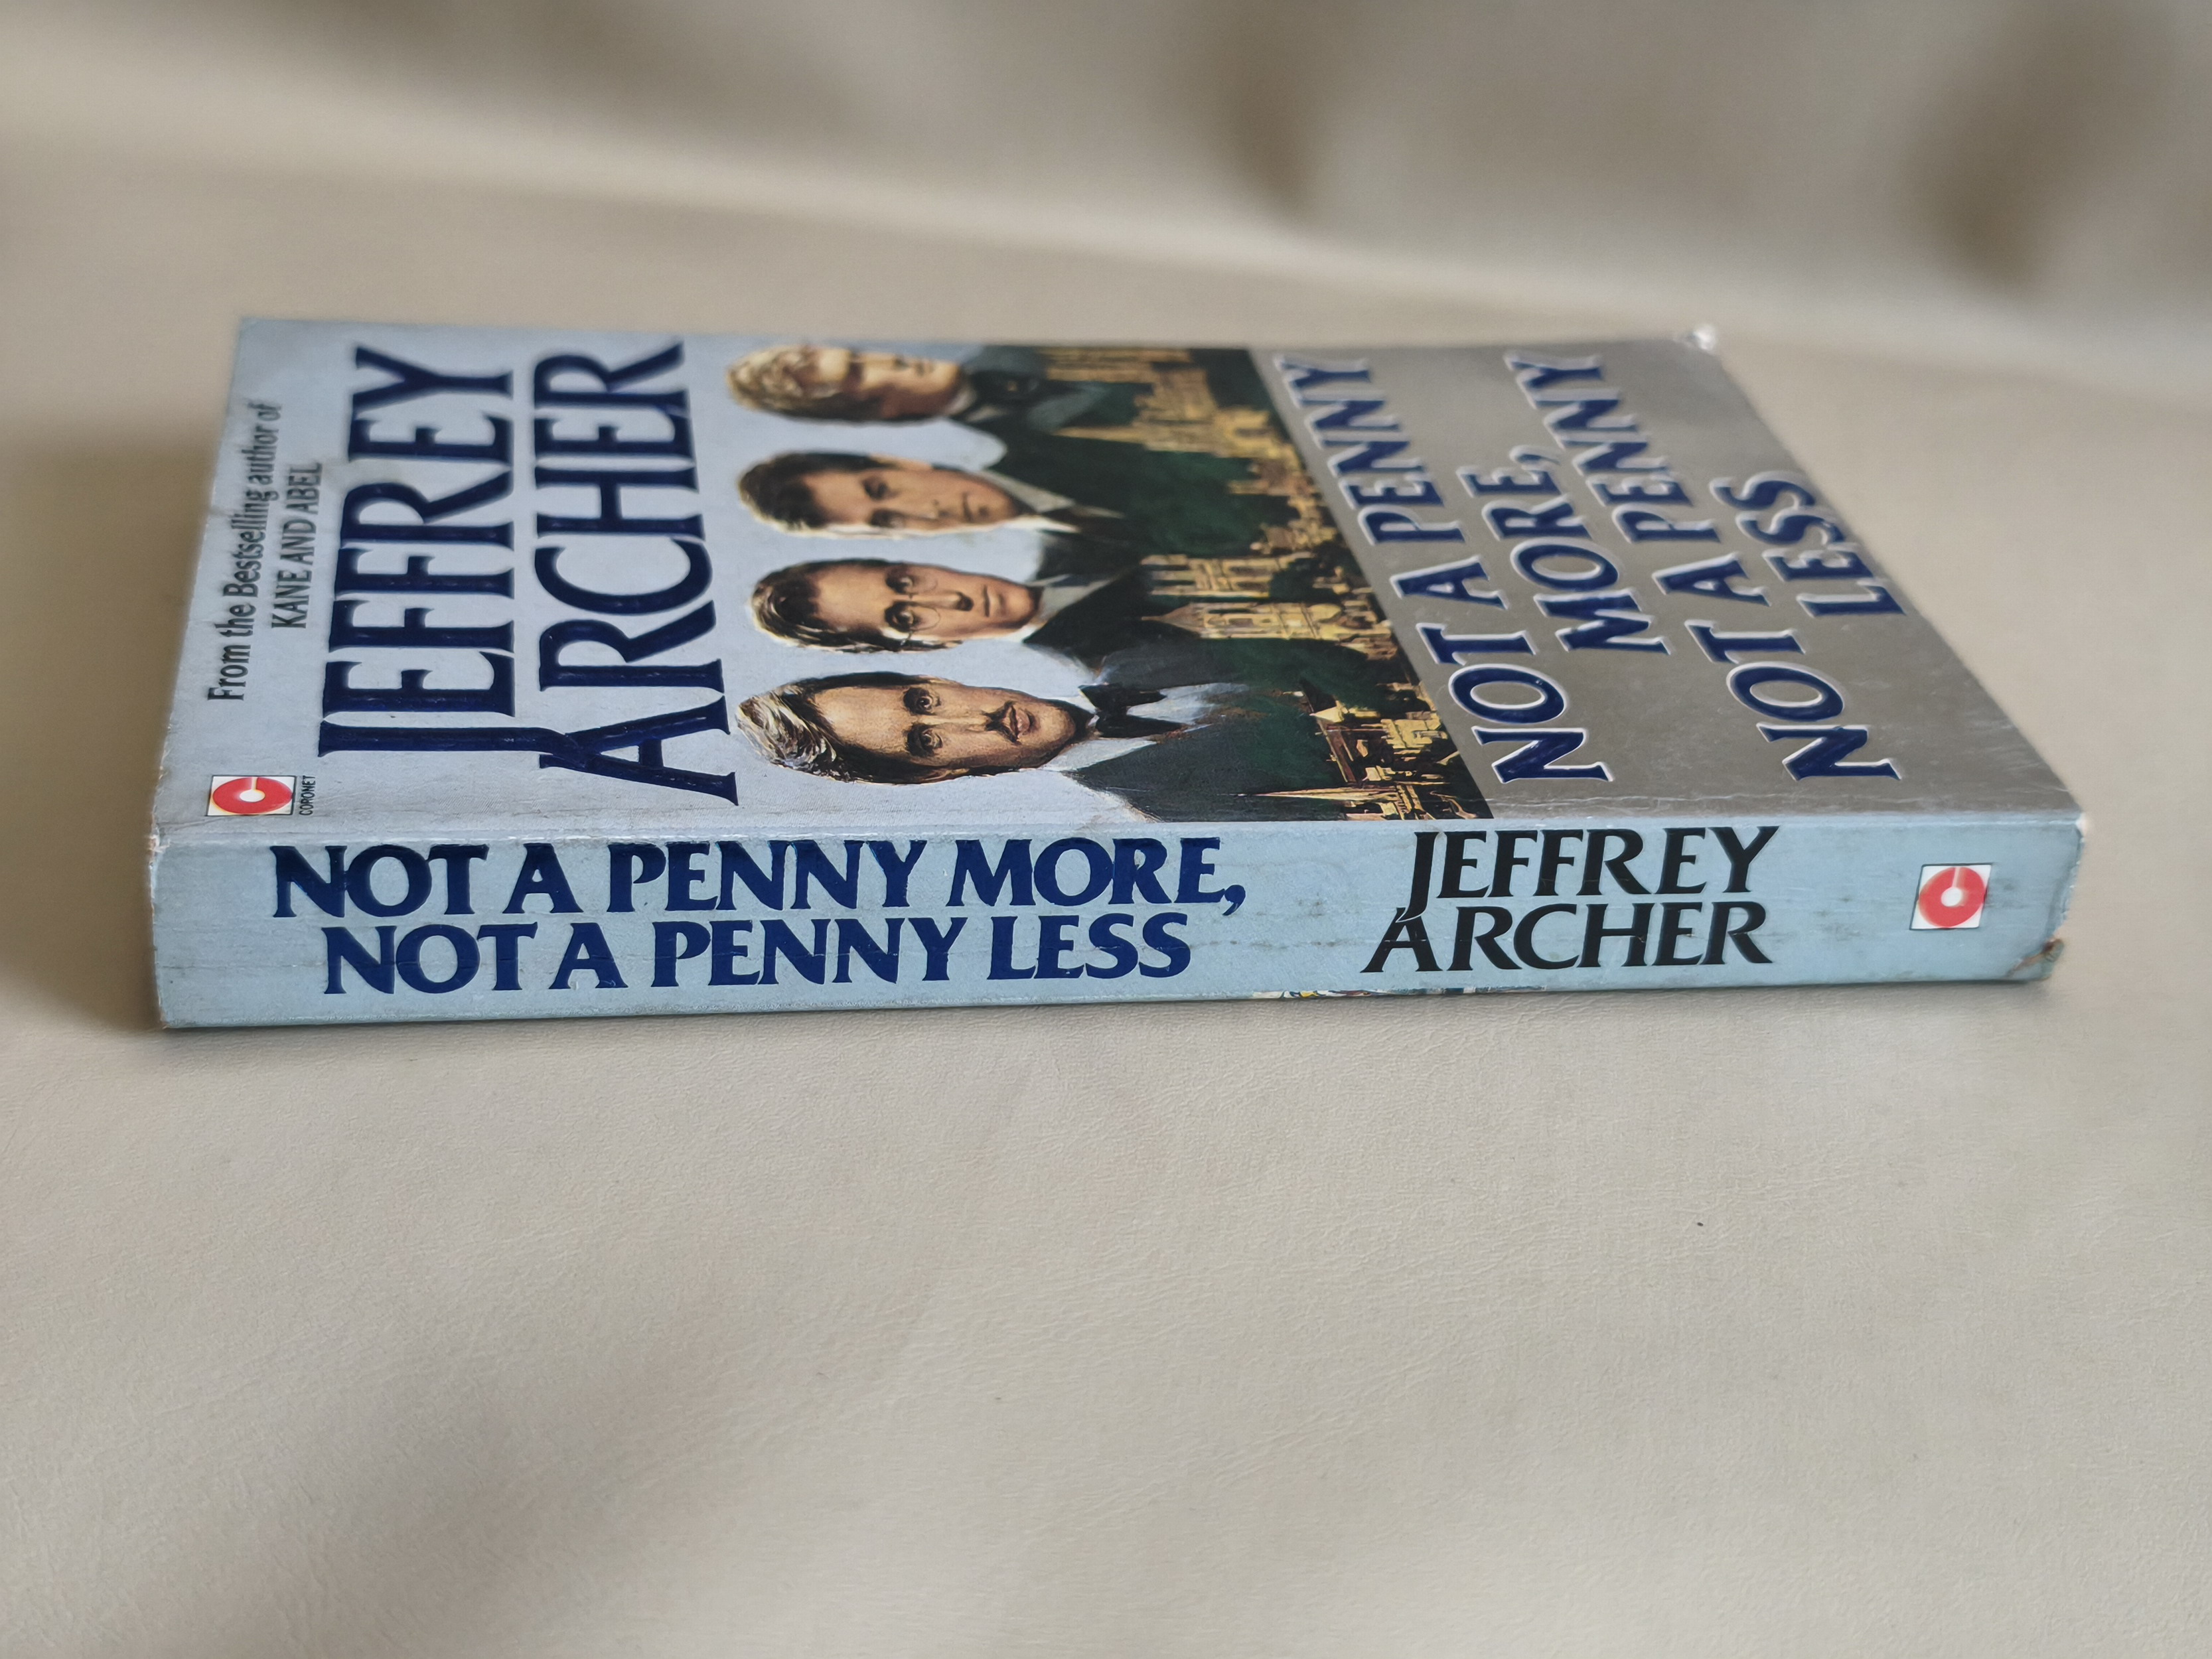 From the Bestselling author of
KANE AND ABEL
JEFFREY
ARCHER
CORONET
NOT A PENNY
MORE,
NOT A PENNY
LESS
NOT A PENNY MORE,
NOT A PENNY LESS
JEFFREY
ARCHER